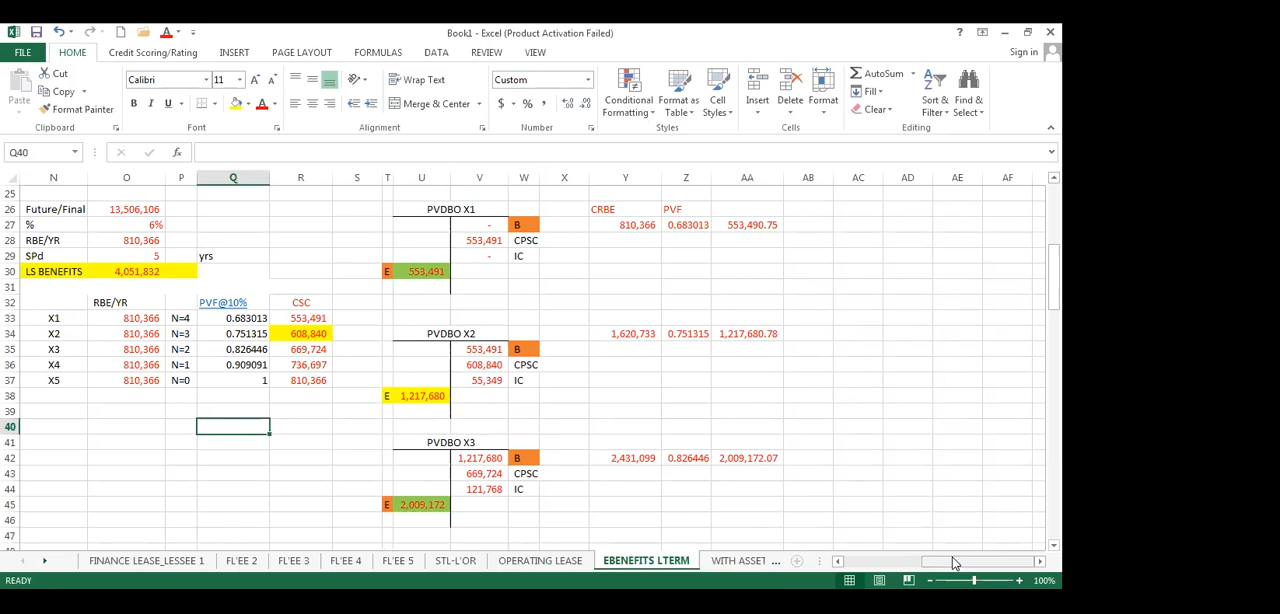 Book1 - Excel (Product Activation Failed)
FILE HOME Credit Scoring/Rating INSERT PAGE LAYOUT FORMULAS DATA REVIEW VIEW Sign in
Paste Cut Copy Format Painter Clipboard
Calibri 11 B I U Font
Wrap Text Merge & Center Alignment
Custom $ % , Number
Conditional Formatting Format as Table Cell Styles Styles
Insert Delete Format Cells
AutoSum Fill Clear Sort & Filter Find & Select Editing
Q40 fx
N O P Q R S T U V W X Y Z AA AB AC AD AE AF
25
26 Future/Final 13,506,106 PVDBO X1 CRBE PVF
27 % 6% - B 810,366 0.683013 553,490.75
28 RBE/YR 810,366 553,491 CPSC
29 SPd 5 yrs - IC
30 LS BENEFITS 4,051,832 E 553,491
31
32 RBE/YR PVF@10% CSC
33 X1 810,366 N=4 0.683013 553,491
34 X2 810,366 N=3 0.751315 608,840 PVDBO X2 1,620,733 0.751315 1,217,680.78
35 X3 810,366 N=2 0.826446 669,724 553,491 B
36 X4 810,366 N=1 0.909091 736,697 608,840 CPSC
37 X5 810,366 N=0 1 810,366 55,349 IC
38 E 1,217,680
39
40
41 PVDBO X3
42 1,217,680 B 2,431,099 0.826446 2,009,172.07
43 669,724 CPSC
44 121,768 IC
45 E 2,009,172
46
47
FINANCE LEASE_LESSEE 1 FL'EE 2 FL'EE 3 FL'EE 4 FL'EE 5 STL-L'OR OPERATING LEASE EBENEFITS LTERM WITH ASSET ...
READY 100%